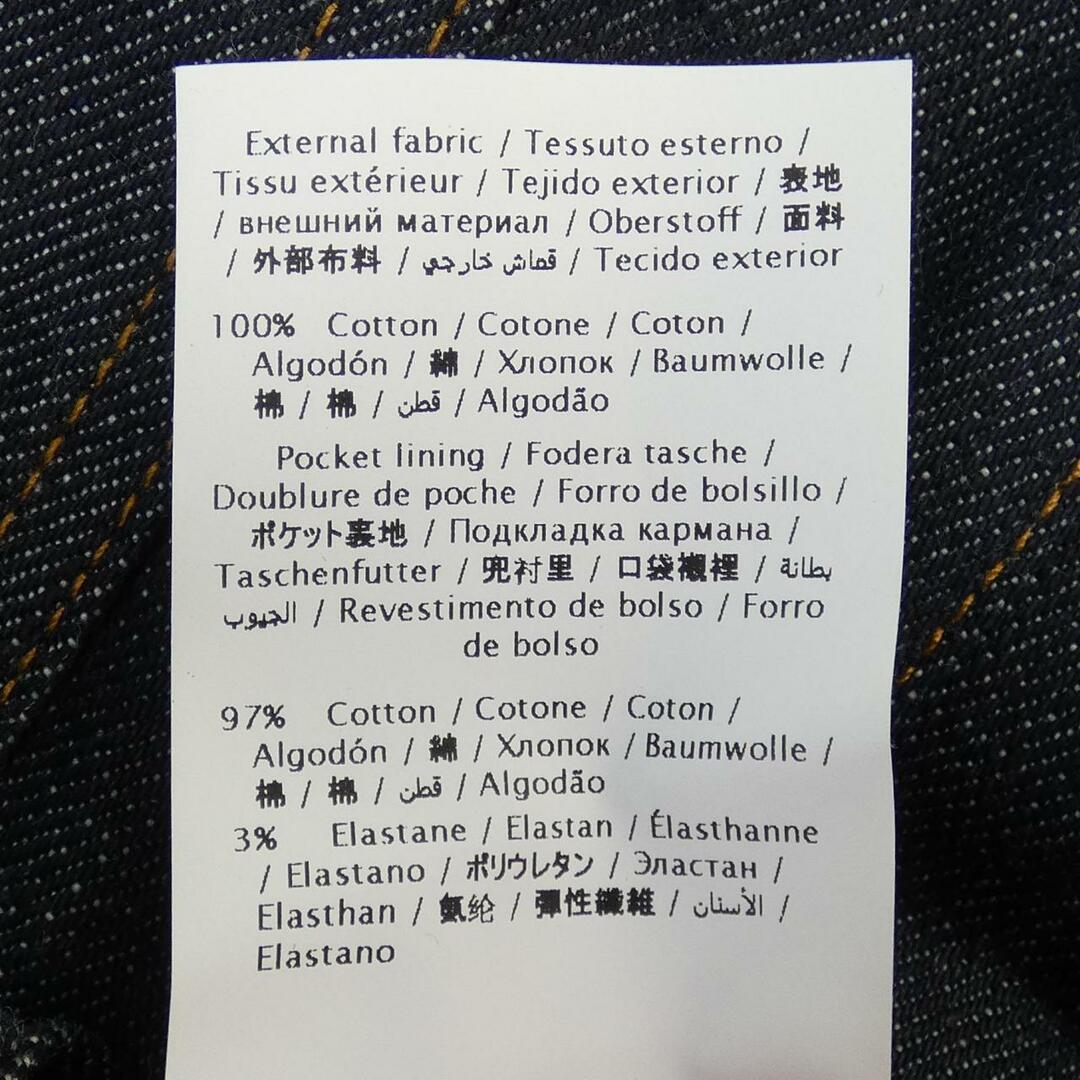 External fabric / Tessuto esterno /
Tissu extérieur / Tejido exterior / 表地
/ внешний материал / Oberstoff / 面料
/ 外部布料 / قماش خارجي / Tecido exterior
100% Cotton / Cotone / Coton /
Algodón / 綿 / Хлопок / Baumwolle /
棉 / 棉 / قطن / Algodão
Pocket lining / Fodera tasche /
Doublure de poche / Forro de bolsillo /
ポケット裏地 / Подкладка кармана /
Taschenfutter / 兜衬里 / 口袋襯裡 / بطانة
الجيوب / Revestimento de bolso / Forro
de bolso
97% Cotton / Cotone / Coton /
Algodón / 綿 / Хлопок / Baumwolle /
棉 / 棉 / قطن / Algodão
3% Elastane / Elastan / Élasthanne
/ Elastano / ポリウレタン / Эластан /
Elasthan / 氨纶 / 彈性纖維 / الأسنان /
Elastano